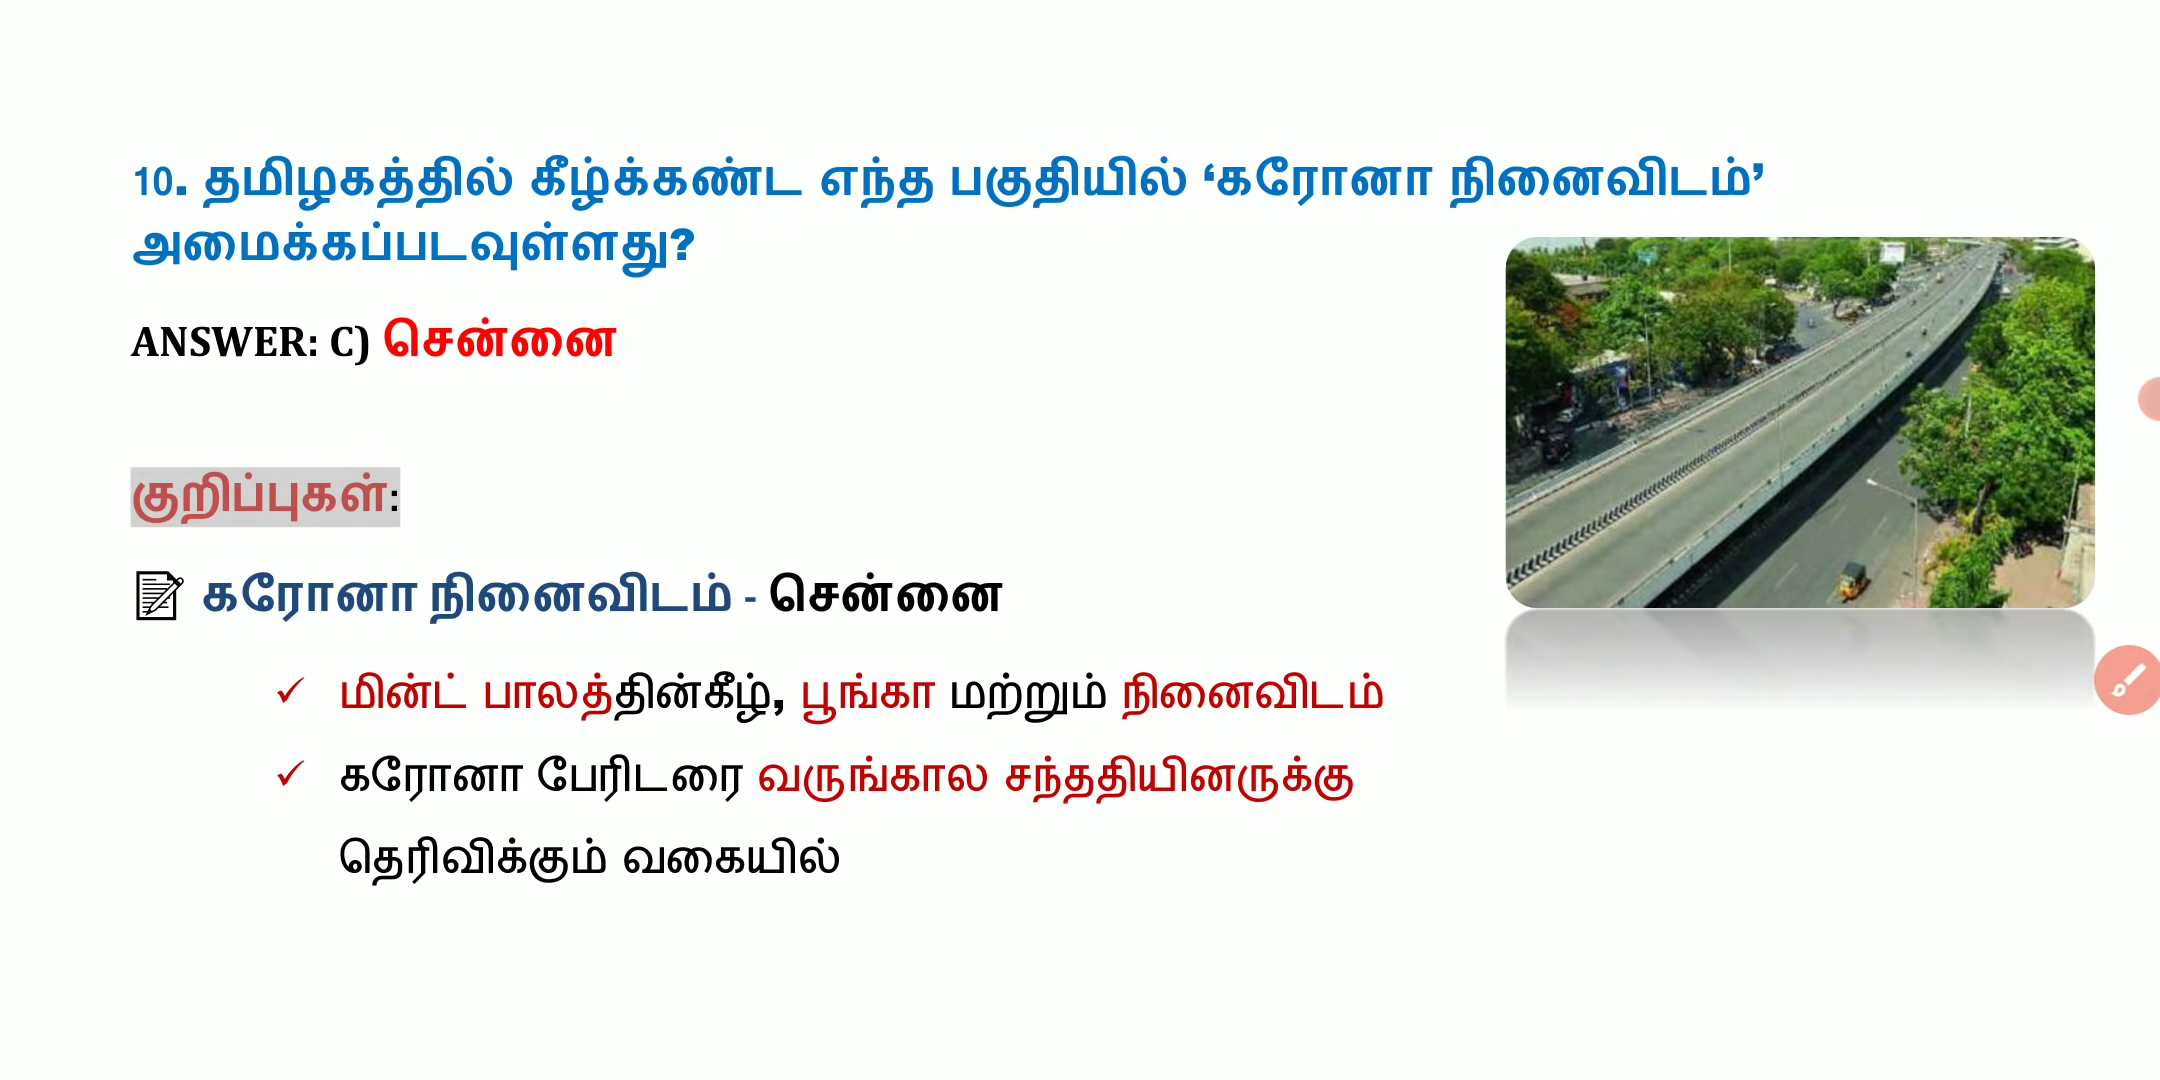 10. தமிழகத்தில் கீழ்க்கண்ட எந்த பகுதியில் ‘கரோனா நினைவிடம்’
அமைக்கப்படவுள்ளது?
ANSWER: C) சென்னை
குறிப்புகள்:
கரோனா நினைவிடம் - சென்னை
✓ மின்ட் பாலத்தின்கீழ், பூங்கா மற்றும் நினைவிடம்
✓ கரோனா பேரிடரை வருங்கால சந்ததியினருக்கு
தெரிவிக்கும் வகையில்